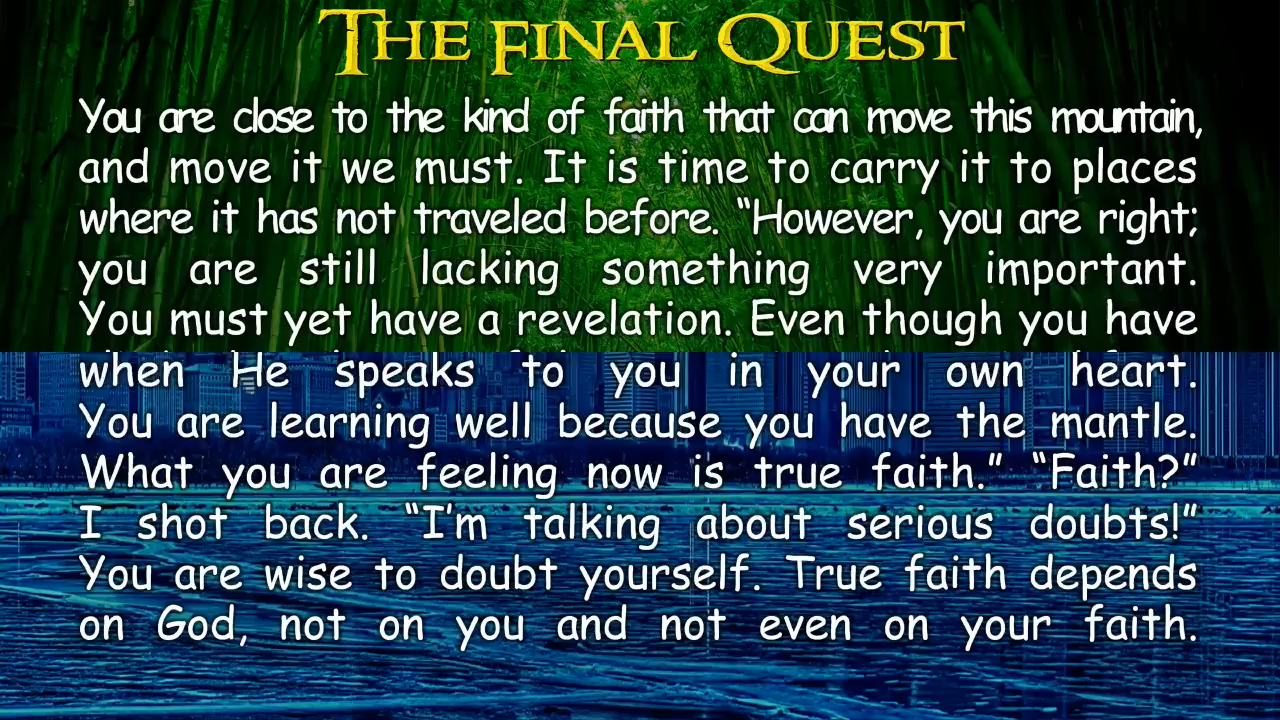 The Final Quest
You are close to the kind of faith that can move this mountain,
and move it we must. It is time to carry it to places
where it has not traveled before. “However, you are right;
you are still lacking something very important.
You must yet have a revelation. Even though you have
when He speaks to you in your own heart.
You are learning well because you have the mantle.
What you are feeling now is true faith.” “Faith?”
I shot back. “I’m talking about serious doubts!”
You are wise to doubt yourself. True faith depends
on God, not on you and not even on your faith.